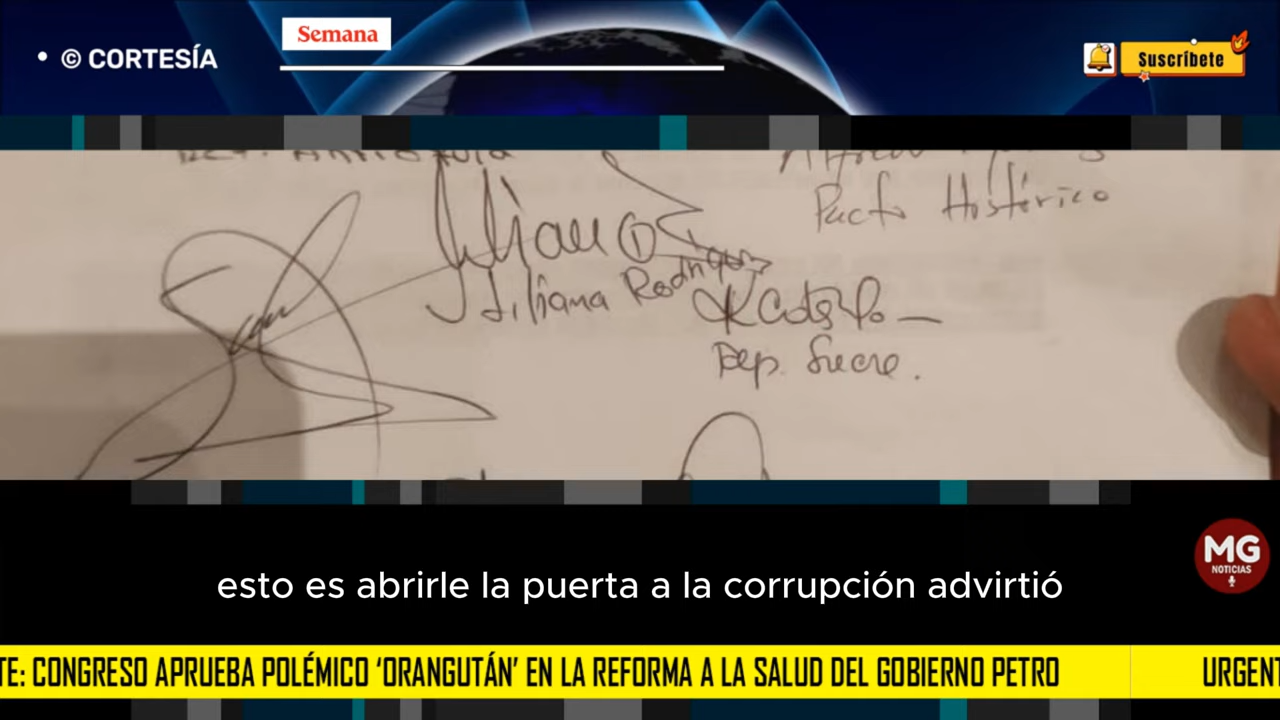 Semana
• © CORTESÍA
Suscríbete
Pacto Histórico
Liliana Rodríguez
Dep. Sucre.
MG
NOTICIAS
esto es abrirle la puerta a la corrupción advirtió
TE: CONGRESO APRUEBA POLÉMICO ‘ORANGUTÁN’ EN LA REFORMA A LA SALUD DEL GOBIERNO PETRO
URGENT